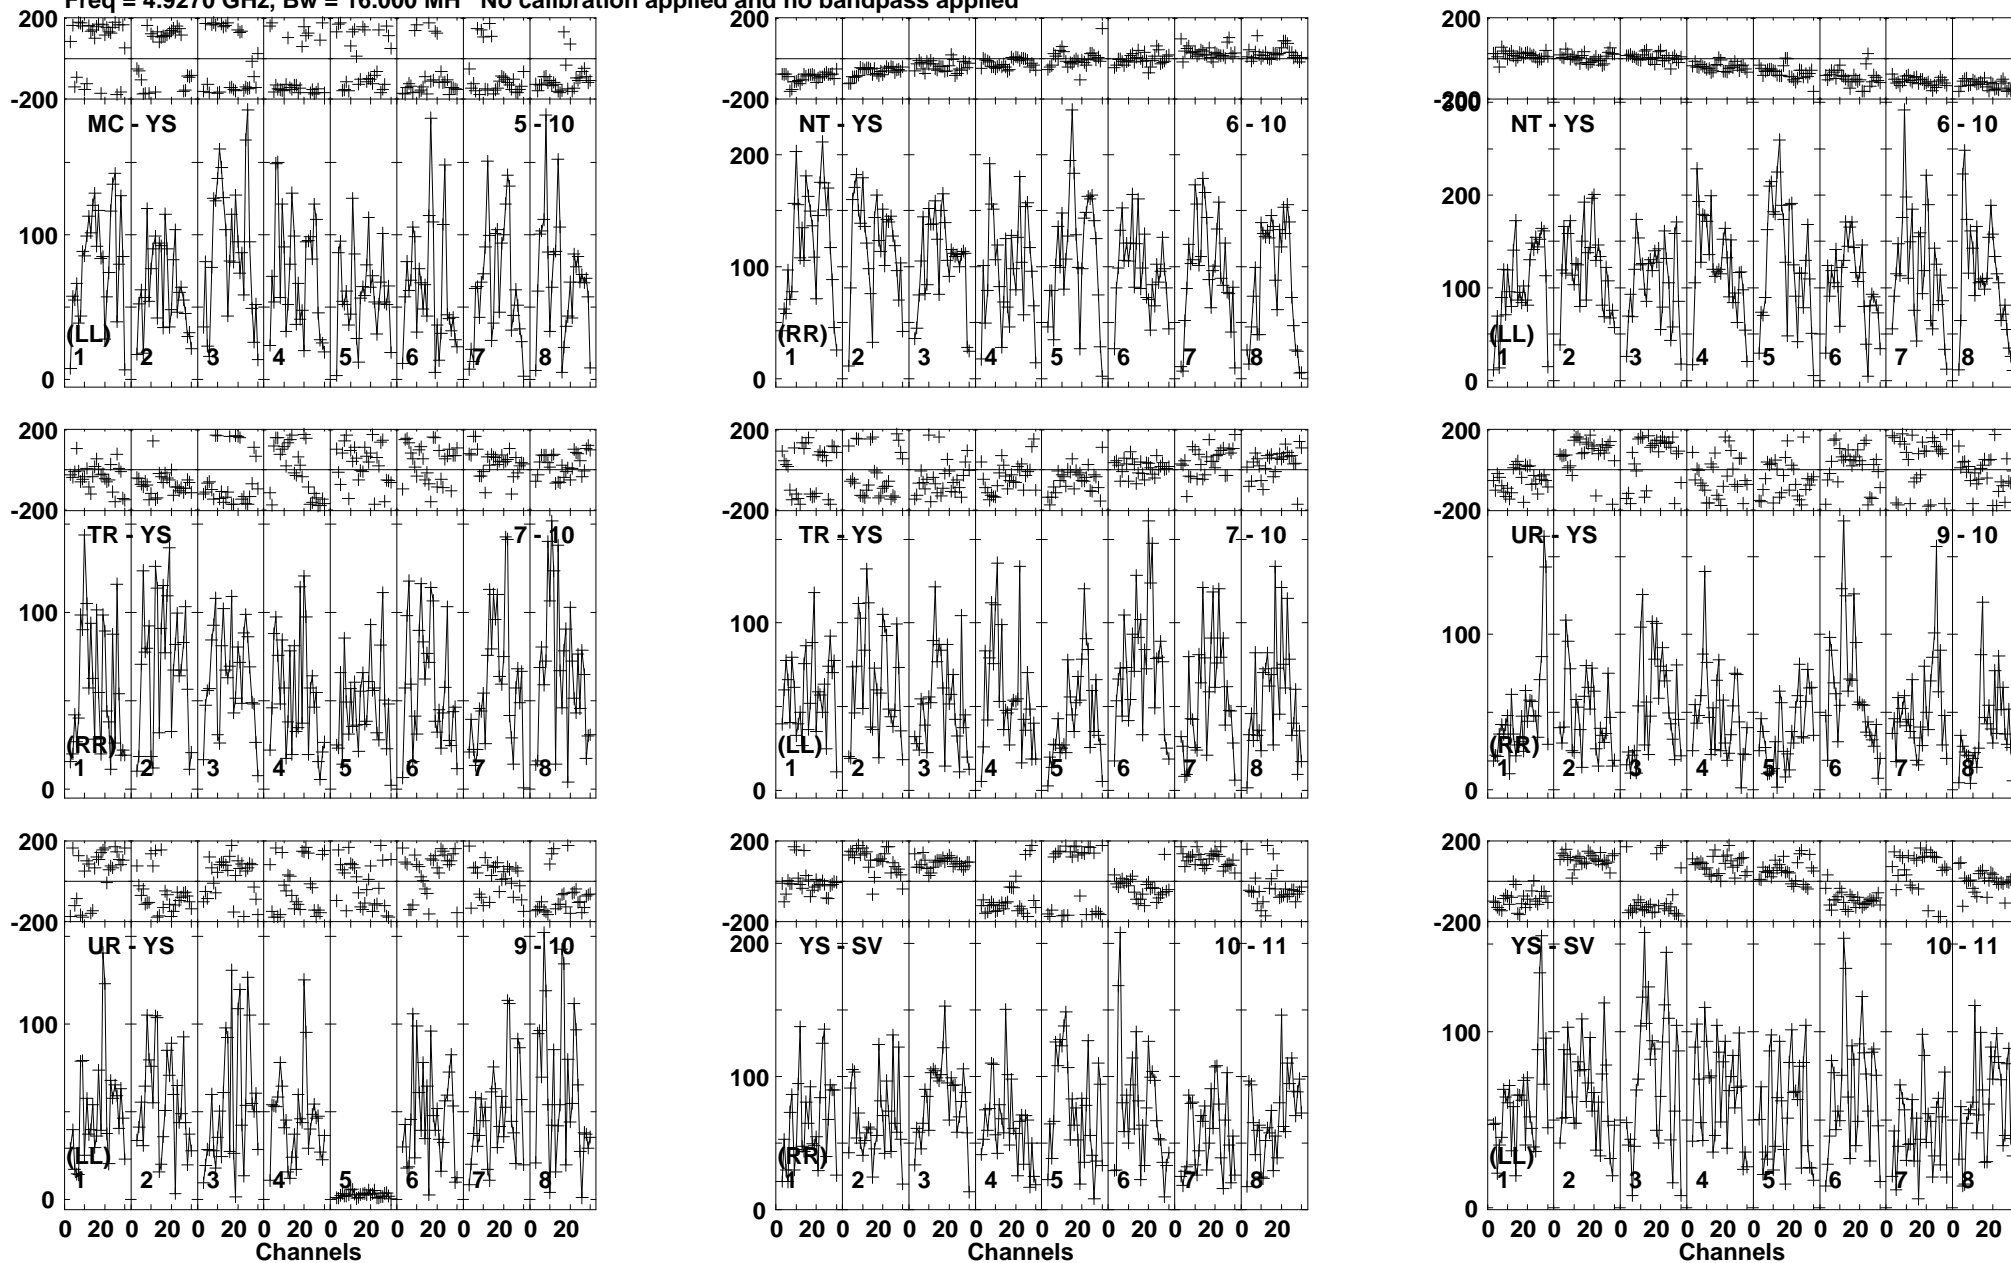 Freq = 4.9270 GHz, Bw = 16.000 MH No calibration applied and no bandpass applied
200 200 200
-200 -200 -200
MC - YS 5 - 10 NT - YS 6 - 10 300 NT - YS 6 - 10
200 200
100 100 100
(LL) (RR) (LL)
1 2 3 4 5 6 7 8 1 2 3 4 5 6 7 8 1 2 3 4 5 6 7 8
0 0 0
200 200 200
-200 -200 -200
TR - YS 7 - 10 TR - YS 7 - 10 UR - YS 9 - 10
100 100 100
(RR) (LL) (RR)
1 2 3 4 5 6 7 8 1 2 3 4 5 6 7 8 1 2 3 4 5 6 7 8
0 0 0
200 200 200
-200 -200 -200
UR - YS 9 - 10 YS - SV 10 - 11 YS - SV 10 - 11
200
100 100 100
(LL) (RR) (LL)
1 2 3 4 5 6 7 8 1 2 3 4 5 6 7 8 1 2 3 4 5 6 7 8
0 0 0
0 20 0 20 0 20 0 20 0 20 0 20 0 20 0 20 0 20 0 20 0 20 0 20 0 20 0 20 0 20 0 20 0 20 0 20 0 20 0 20 0 20 0 20 0 20 0 20
Channels Channels Channels